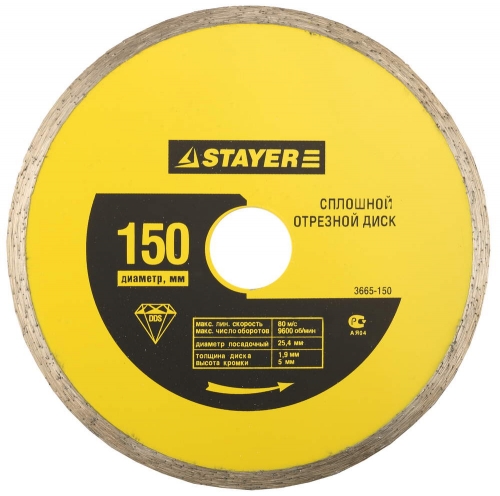 STAYER
СПЛОШНОЙ
ОТРЕЗНОЙ ДИСК
150
диаметр, мм
3665-150
DDS
макс. лин. скорость 80 м/с
макс. число оборотов 9600 об/мин
диаметр посадочный 25,4 мм
толщина диска 1,9 мм
высота кромки 5 мм
АЯ04